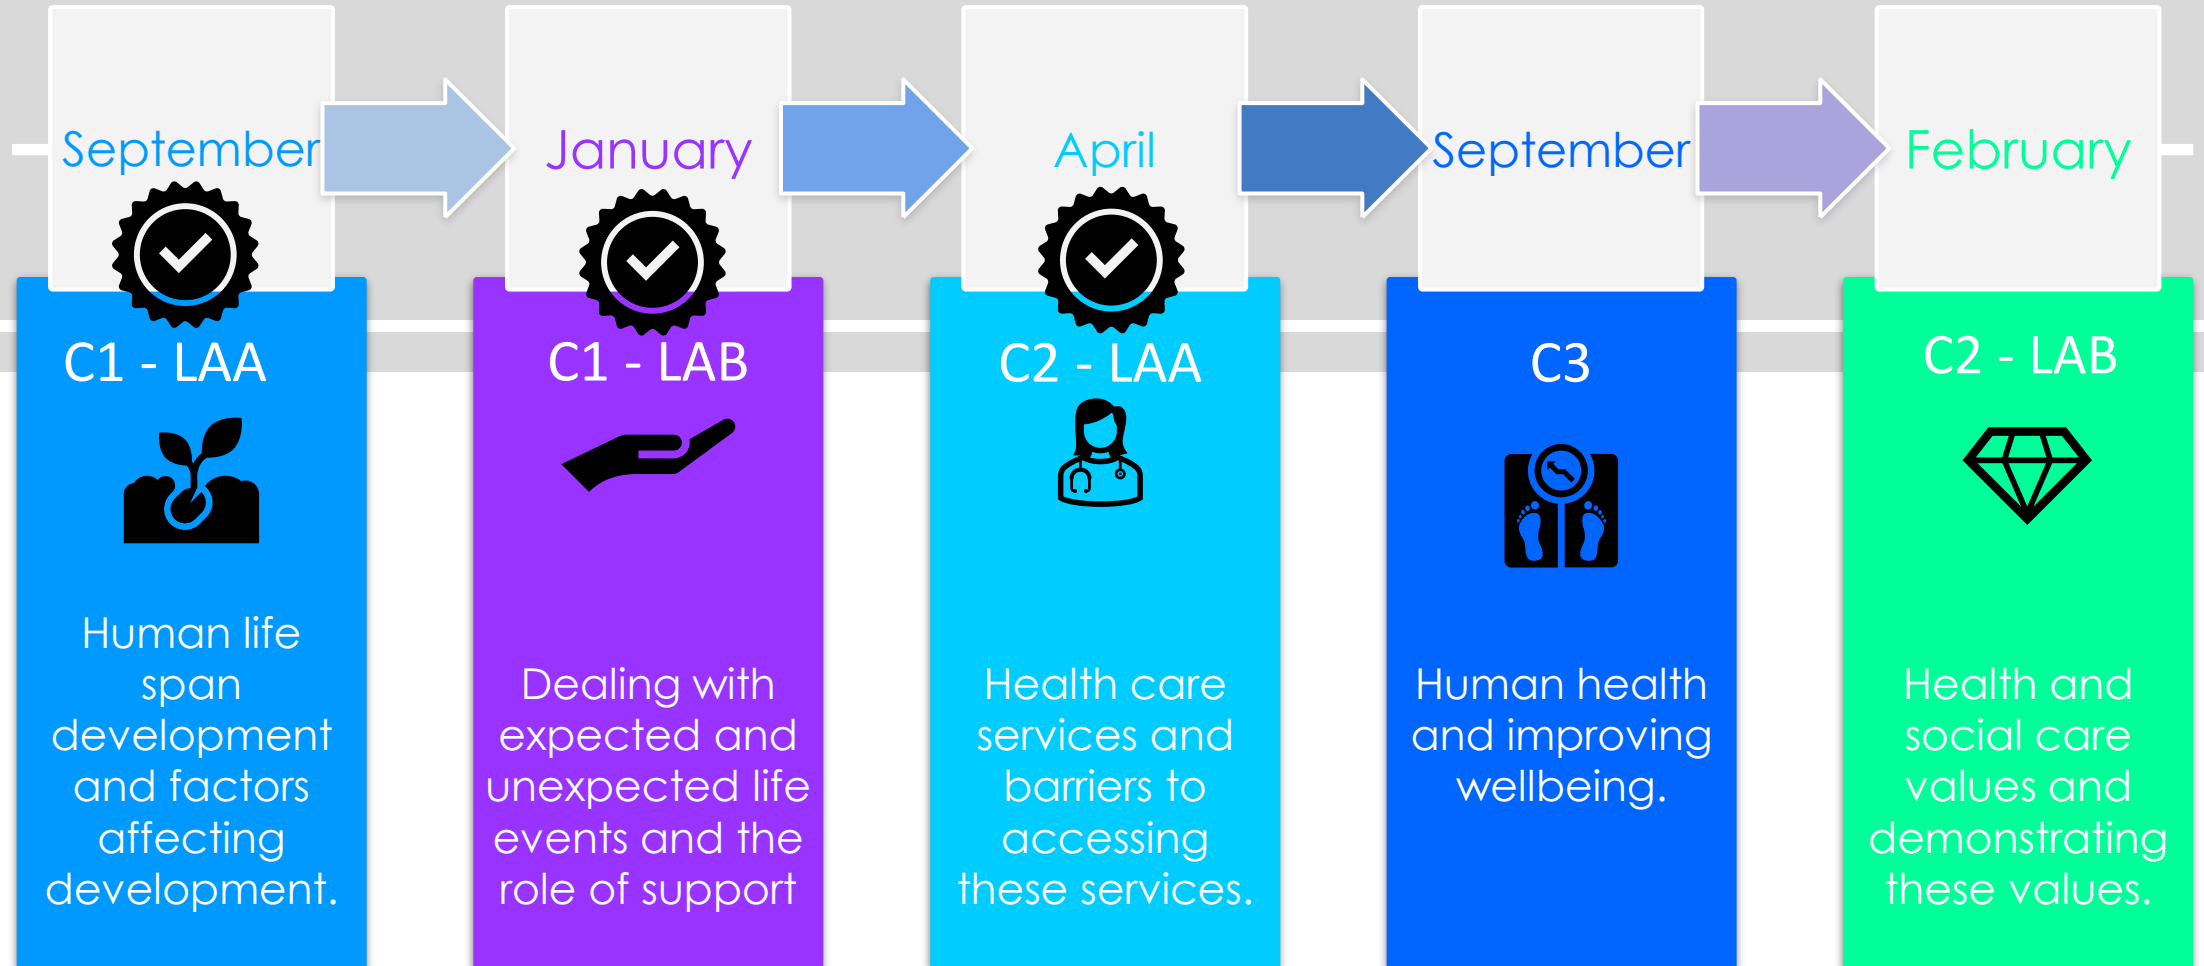 September
January
April
September
February
C1 - LAA
Human life
span
development
and factors
affecting
development.
C1 - LAB
Dealing with
expected and
unexpected life
events and the
role of support
C2 - LAA
Health care
services and
barriers to
accessing
these services.
C3
Human health
and improving
wellbeing.
C2 - LAB
Health and
social care
values and
demonstrating
these values.